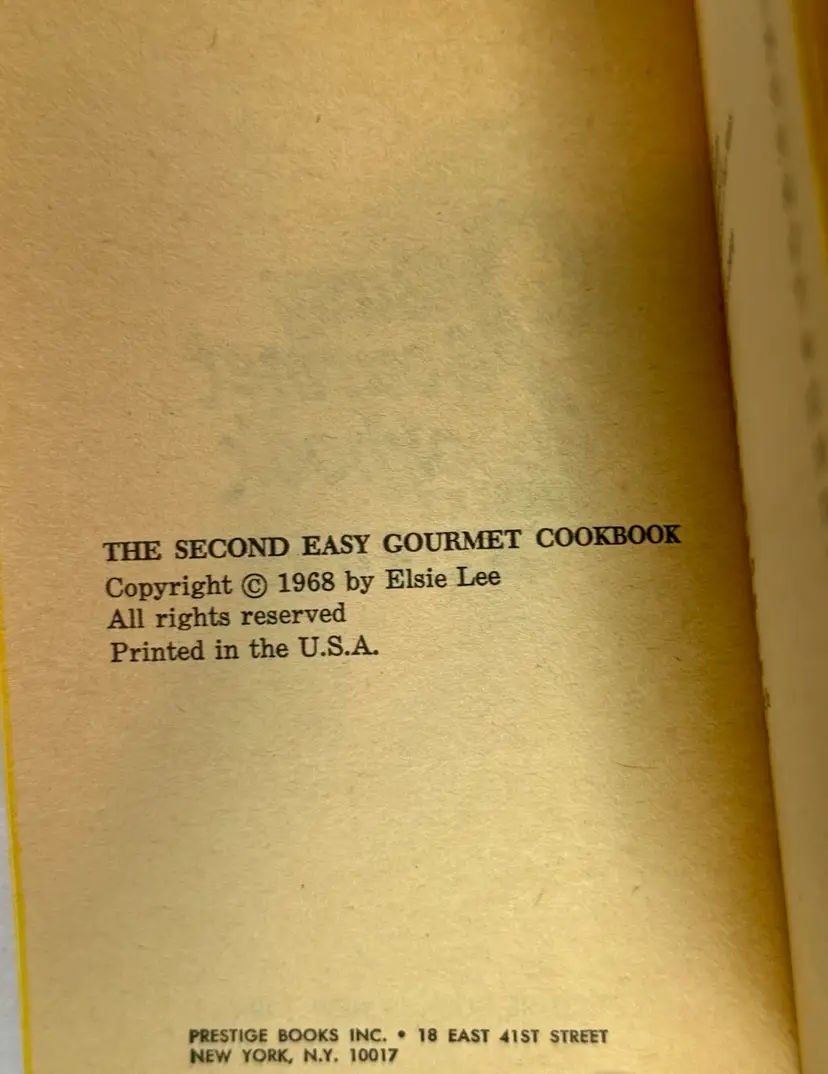 THE SECOND EASY GOURMET COOKBOOK
Copyright © 1968 by Elsie Lee
All rights reserved
Printed in the U.S.A.
PRESTIGE BOOKS INC. • 18 EAST 41ST STREET
NEW YORK, N.Y. 10017